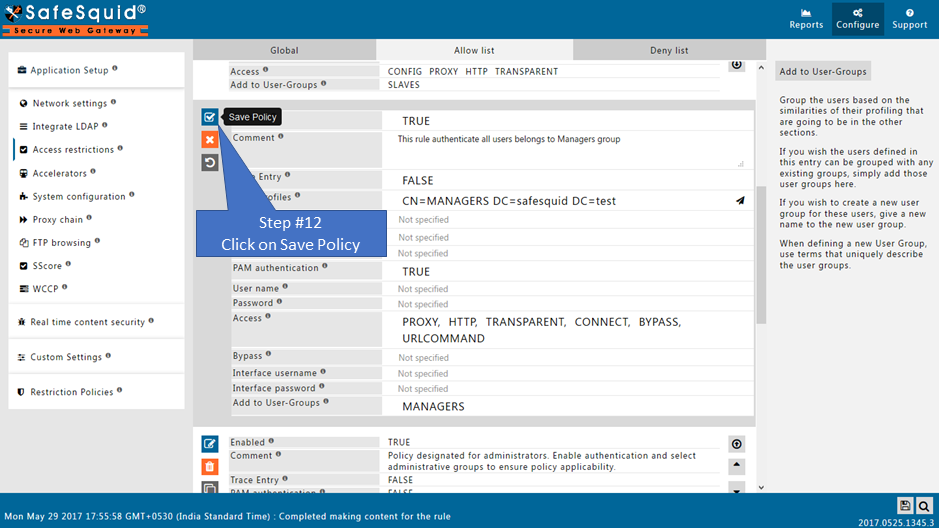 SafeSquid®
Secure Web Gateway
Reports
Configure
Support
Global
Allow list
Deny list
Application Setup
Network settings
Integrate LDAP
Access restrictions
Accelerators
System configuration
Proxy chain
FTP browsing
SScore
WCCP
Real time content security
Custom Settings
Restriction Policies
Access CONFIG PROXY HTTP TRANSPARENT
Add to User-Groups SLAVES
Save Policy
TRUE
Comment This rule authenticate all users belongs to Managers group
Entry FALSE
CN=MANAGERS DC=safesquid DC=test
Not specified
Not specified
Not specified
Step #12
Click on Save Policy
PAM authentication TRUE
User name Not specified
Password Not specified
Access PROXY, HTTP, TRANSPARENT, CONNECT, BYPASS,
URLCOMMAND
Bypass Not specified
Interface username Not specified
Interface password Not specified
Add to User-Groups MANAGERS
Enabled TRUE
Comment Policy designated for administrators. Enable authentication and select
administrative groups to ensure policy applicability.
Trace Entry FALSE
PAM authentication FALSE
Add to User-Groups
Group the users based on the
similarities of their profiling that
are going to be in the other
sections.
If you wish the users defined in
this entry can be grouped with any
existing groups, simply add those
user groups here.
If you wish to create a new user
group for these users, give a new
name to the new user group.
When defining a new User Group,
use terms that uniquely describe
the user groups.
Mon May 29 2017 17:55:58 GMT+0530 (India Standard Time) : Completed making content for the rule
2017.0525.1345.3